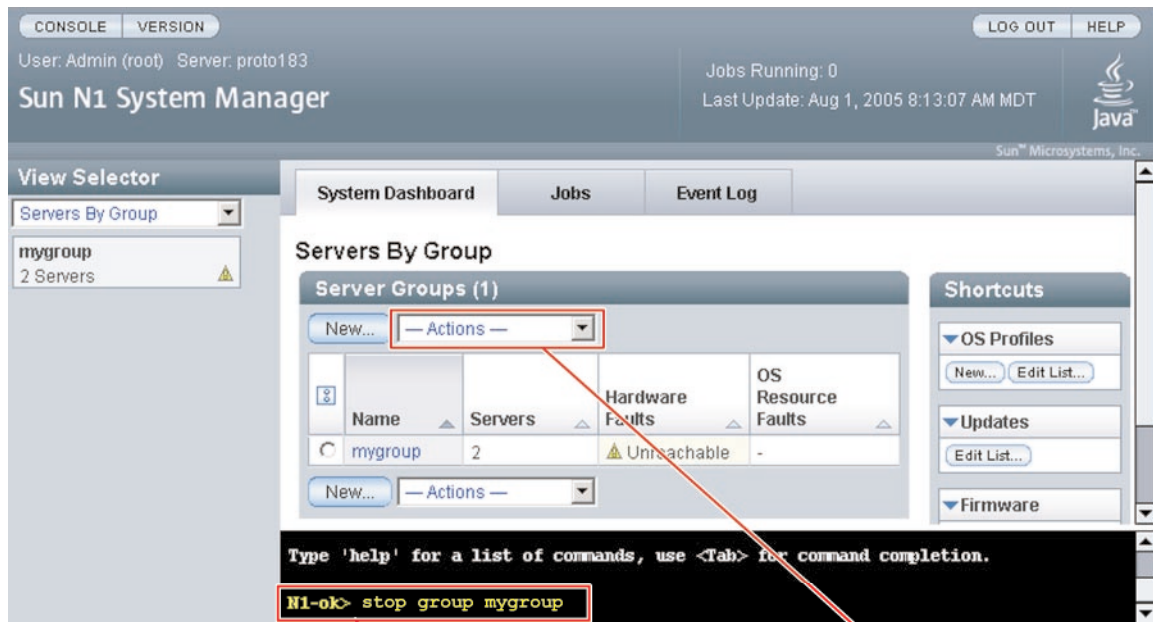 CONSOLE VERSION LOG OUT HELP
User: Admin (root) Server: proto183
Sun N1 System Manager
Jobs Running: 0
Last Update: Aug 1, 2005 8:13:07 AM MDT
Java™
Sun™ Microsystems, Inc.
View Selector
Servers By Group
mygroup
2 Servers
System Dashboard Jobs Event Log
Servers By Group
Server Groups (1)
New... — Actions —
Name Servers Hardware Faults OS Resource Faults
mygroup 2 Unreachable -
New... — Actions —
Shortcuts
OS Profiles
New... Edit List...
Updates
Edit List...
Firmware
Type 'help' for a list of commands, use <Tab> for command completion.
N1-ok> stop group mygroup